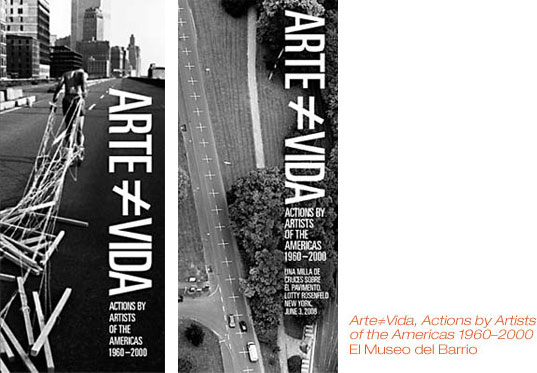 ARTE ≠ VIDA
ACTIONS BY
ARTISTS
OF THE
AMERICAS
1960–2000
ARTE ≠ VIDA
ACTIONS BY
ARTISTS
OF THE
AMERICAS
1960–2000
UNA MILLA DE
CRUCES SOBRE
EL PAVIMENTO,
LOTTY ROSENFELD
NEW YORK,
JUNE 3, 2008
Arte≠Vida, Actions by Artists
of the Americas 1960–2000
El Museo del Barrio